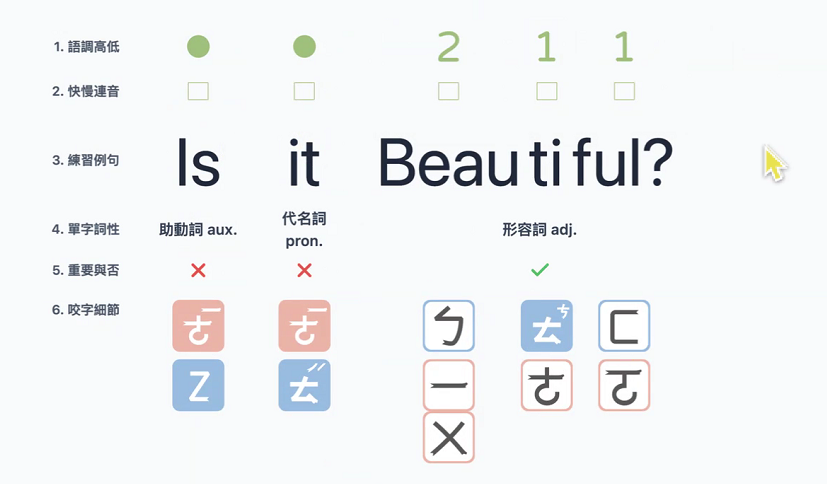 1. 語調高低 ● ● 2 1 1
2. 快慢連音 □ □ □ □ □
3. 練習例句 Is it Beau ti ful?
4. 單字詞性 助動詞 aux. 代名詞 pron. 形容詞 adj.
5. 重要與否 ✕ ✕ ✓
6. 咬字細節 ㄜ ㄜ ㄅ ㄊ ㄈ
Z ㄊ ㄧ ㄜ ㄛ
ㄨ